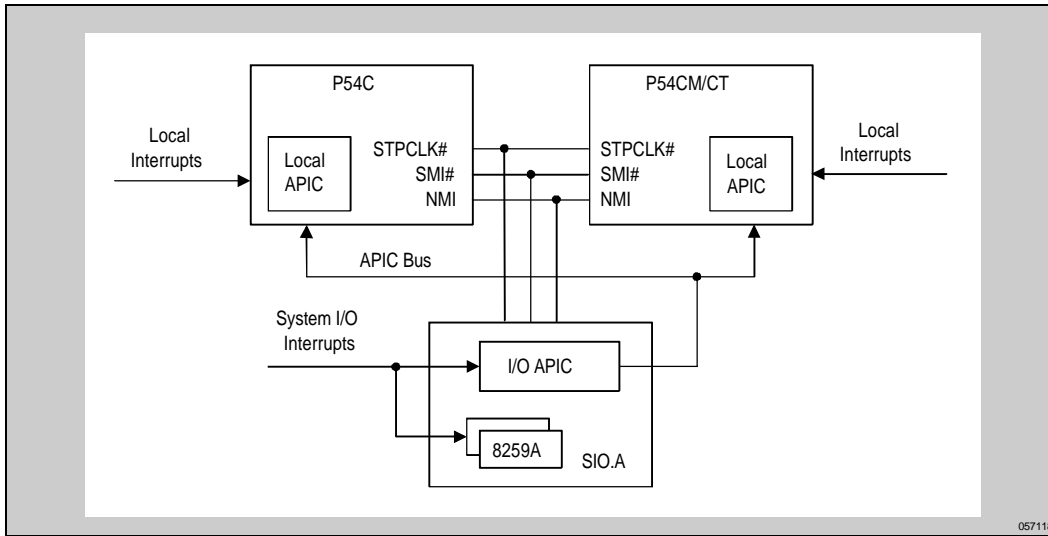 P54C
P54CM/CT
Local
Interrupts
Local
APIC
STPCLK#
SMI#
NMI
STPCLK#
SMI#
NMI
Local
APIC
Local
Interrupts
APIC Bus
System I/O
Interrupts
I/O APIC
8259A
SIO.A